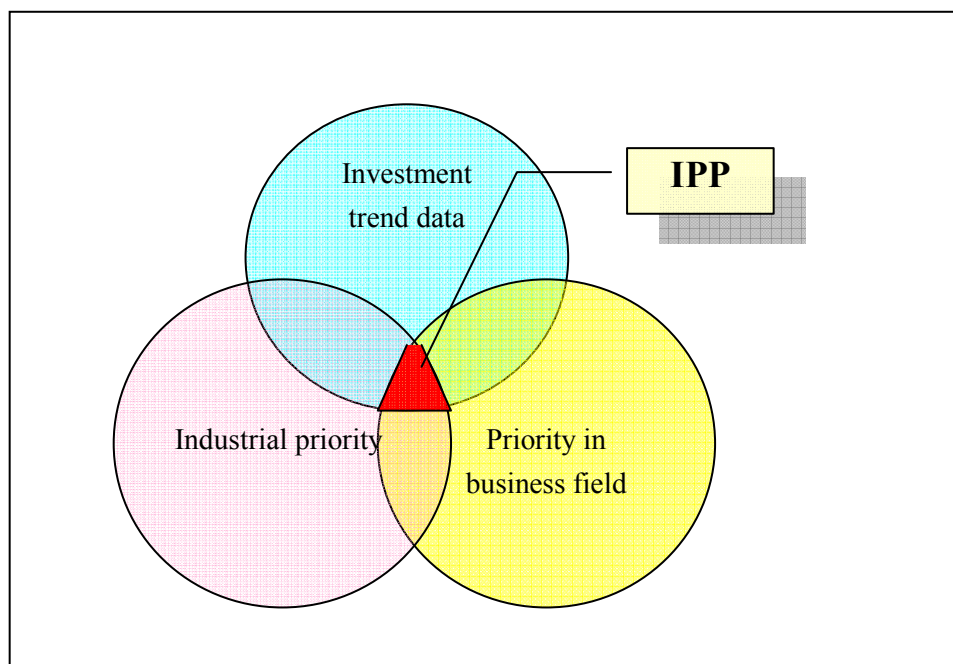 Investment
trend data
IPP
Industrial priority
Priority in
business field